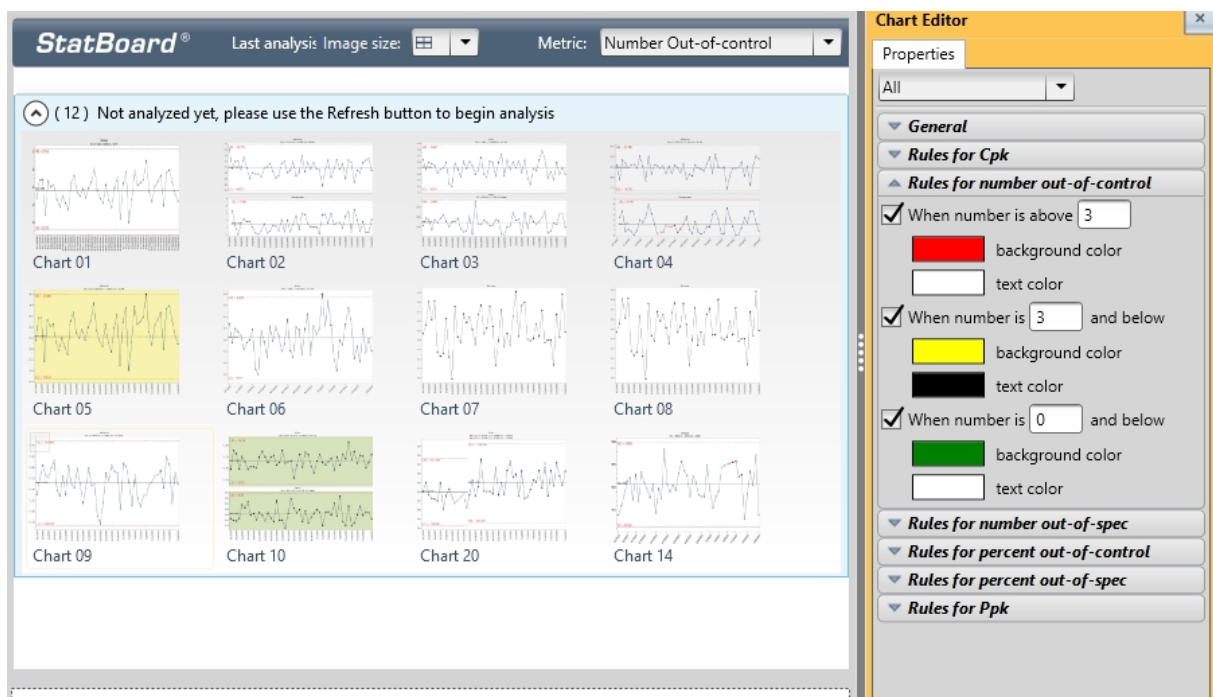 StatBoard® Last analysis Image size: Metric: Number Out-of-control
( 12 ) Not analyzed yet, please use the Refresh button to begin analysis
Chart 01 Chart 02 Chart 03 Chart 04
Chart 05 Chart 06 Chart 07 Chart 08
Chart 09 Chart 10 Chart 20 Chart 14
Chart Editor
Properties
All
General
Rules for Cpk
Rules for number out-of-control
When number is above 3
background color
text color
When number is 3 and below
background color
text color
When number is 0 and below
background color
text color
Rules for number out-of-spec
Rules for percent out-of-control
Rules for percent out-of-spec
Rules for Ppk